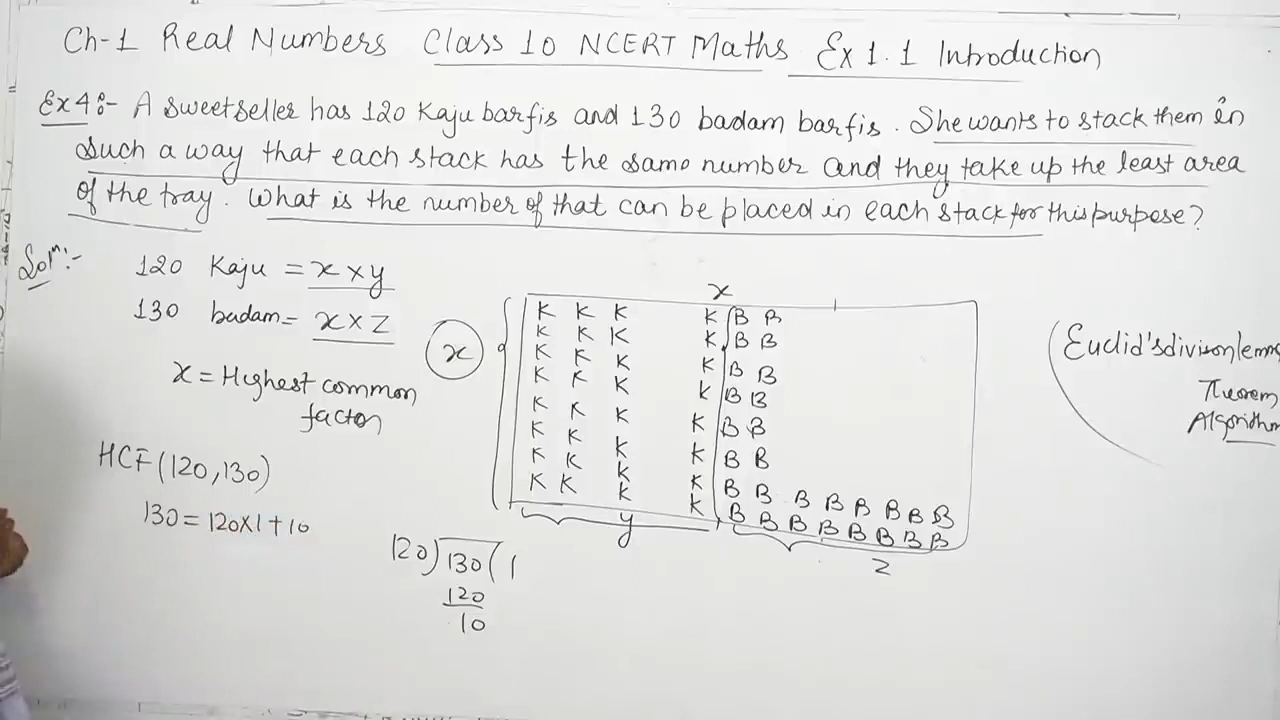 Ch-1 Real Numbers Class 10 NCERT Maths Ex 1.1 Introduction
Ex 4:- A sweetseller has 120 Kaju barfis and 130 badam barfis. She wants to stack them in
such a way that each stack has the same number and they take up the least area
of the tray. What is the number of that can be placed in each stack for this purpose?
Soln:-
120 Kaju = x × y
130 badam = x × z
x = Highest common
factor
HCF (120, 130)
130 = 120×1 + 10
120) 130 ( 1
120
10
x
x
K K K K B B
K K K K B B
K K K K B B
K K K K B B
K K K K B B
K K K K B B
K K K K B B B B B B B B
K K K K B B B B B B B B
y
z
Euclid's division lemma
Theorem
Algorithm